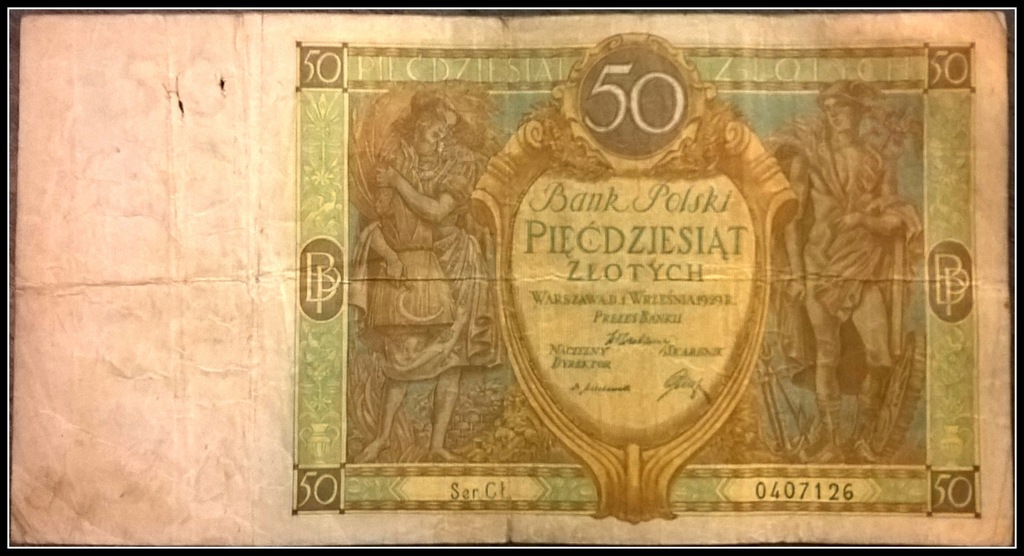 50 PIĘĆDZIESIĄT 50 ZŁOTYCH 50
Bank Polski
PIĘĆDZIESIĄT
ZŁOTYCH
BP BP
WARSZAWA, D. 1 WRZEŚNIA 1929 R.
PREZES BANKU
NACZELNY SKARBNIK
DYREKTOR
50 Ser. CŁ. 0407126 50